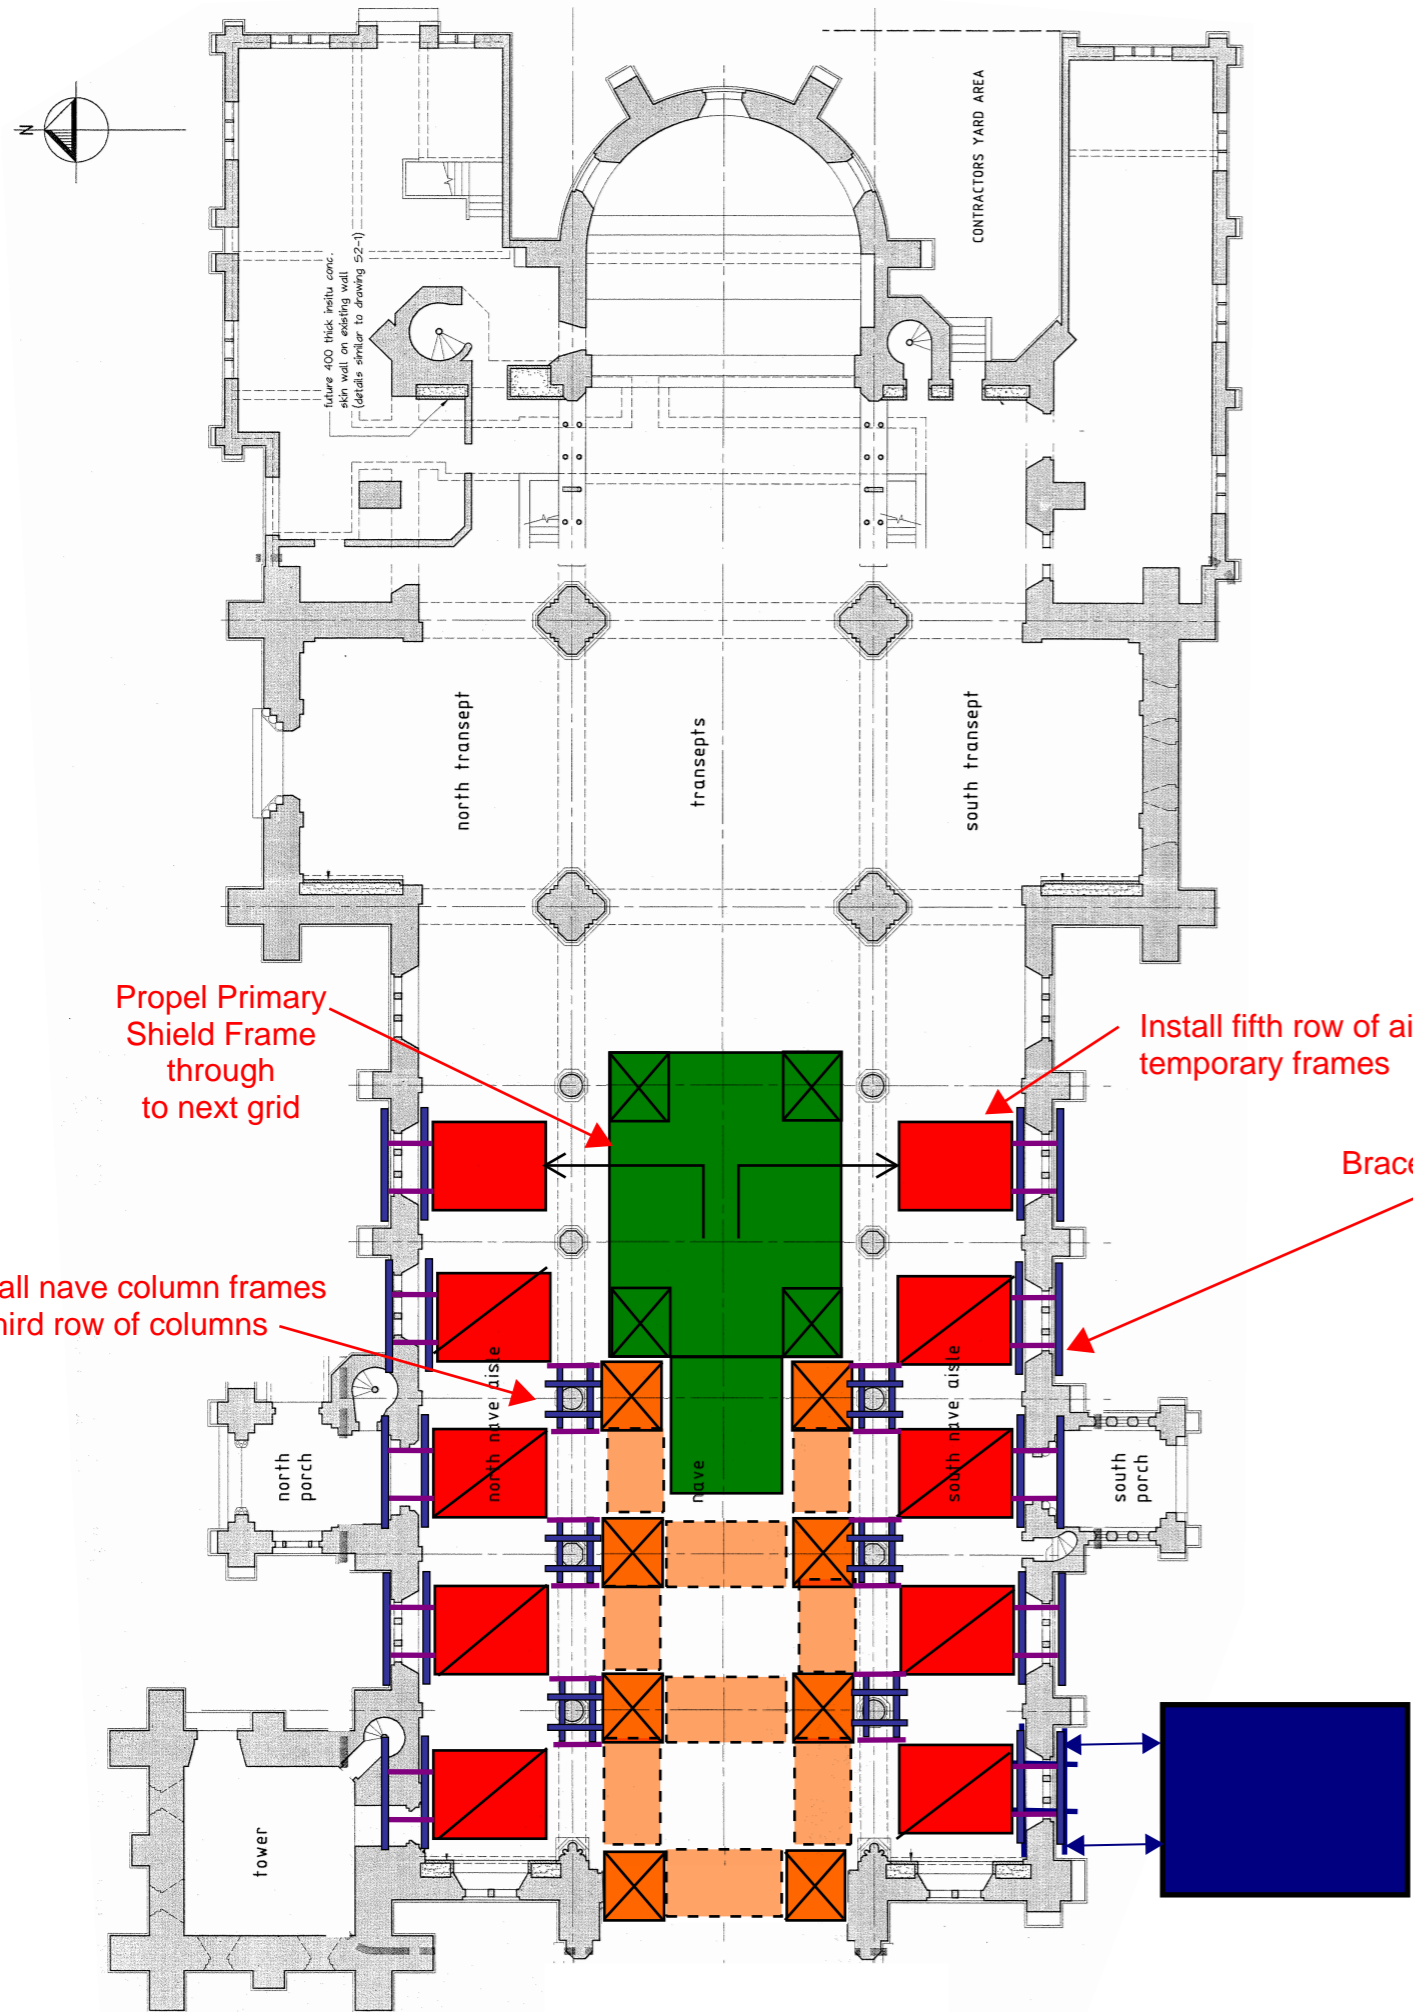 N
CONTRACTORS YARD AREA
future 400 thick insitu conc.
skin wall on existing wall
(details similar to drawing S2-1)
north transept
transepts
south transept
Propel Primary
Shield Frame
through
to next grid
Install fifth row of ai
temporary frames
Brace
all nave column frames
hird row of columns
north nave aisle
nave
south nave aisle
north
porch
south
porch
tower